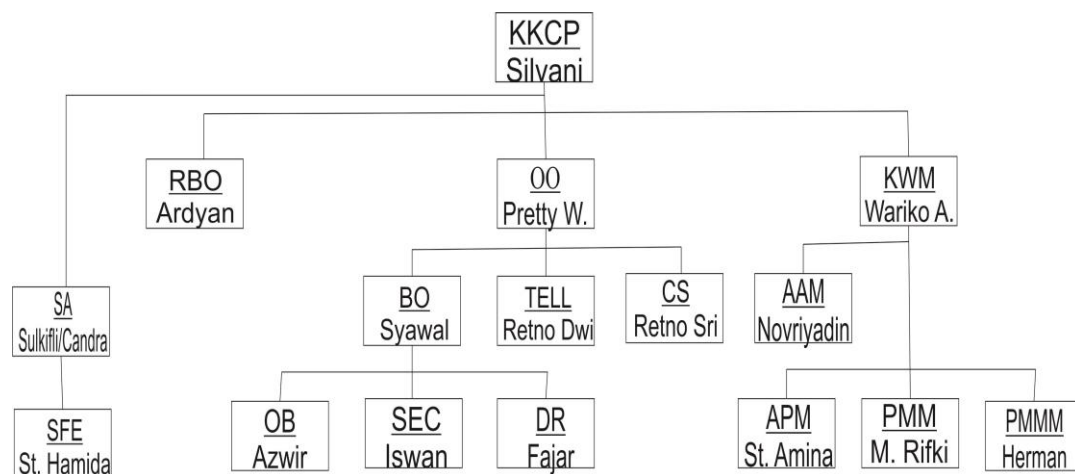 KKCP
Silvani
RBO
Ardyan
OO
Pretty W.
KWM
Wariko A.
SA
Sulkifli/Candra
BO
Syawal
TELL
Retno Dwi
CS
Retno Sri
AAM
Novriyadin
SFE
St. Hamida
OB
Azwir
SEC
Iswan
DR
Fajar
APM
St. Amina
PMM
M. Rifki
PMMM
Herman